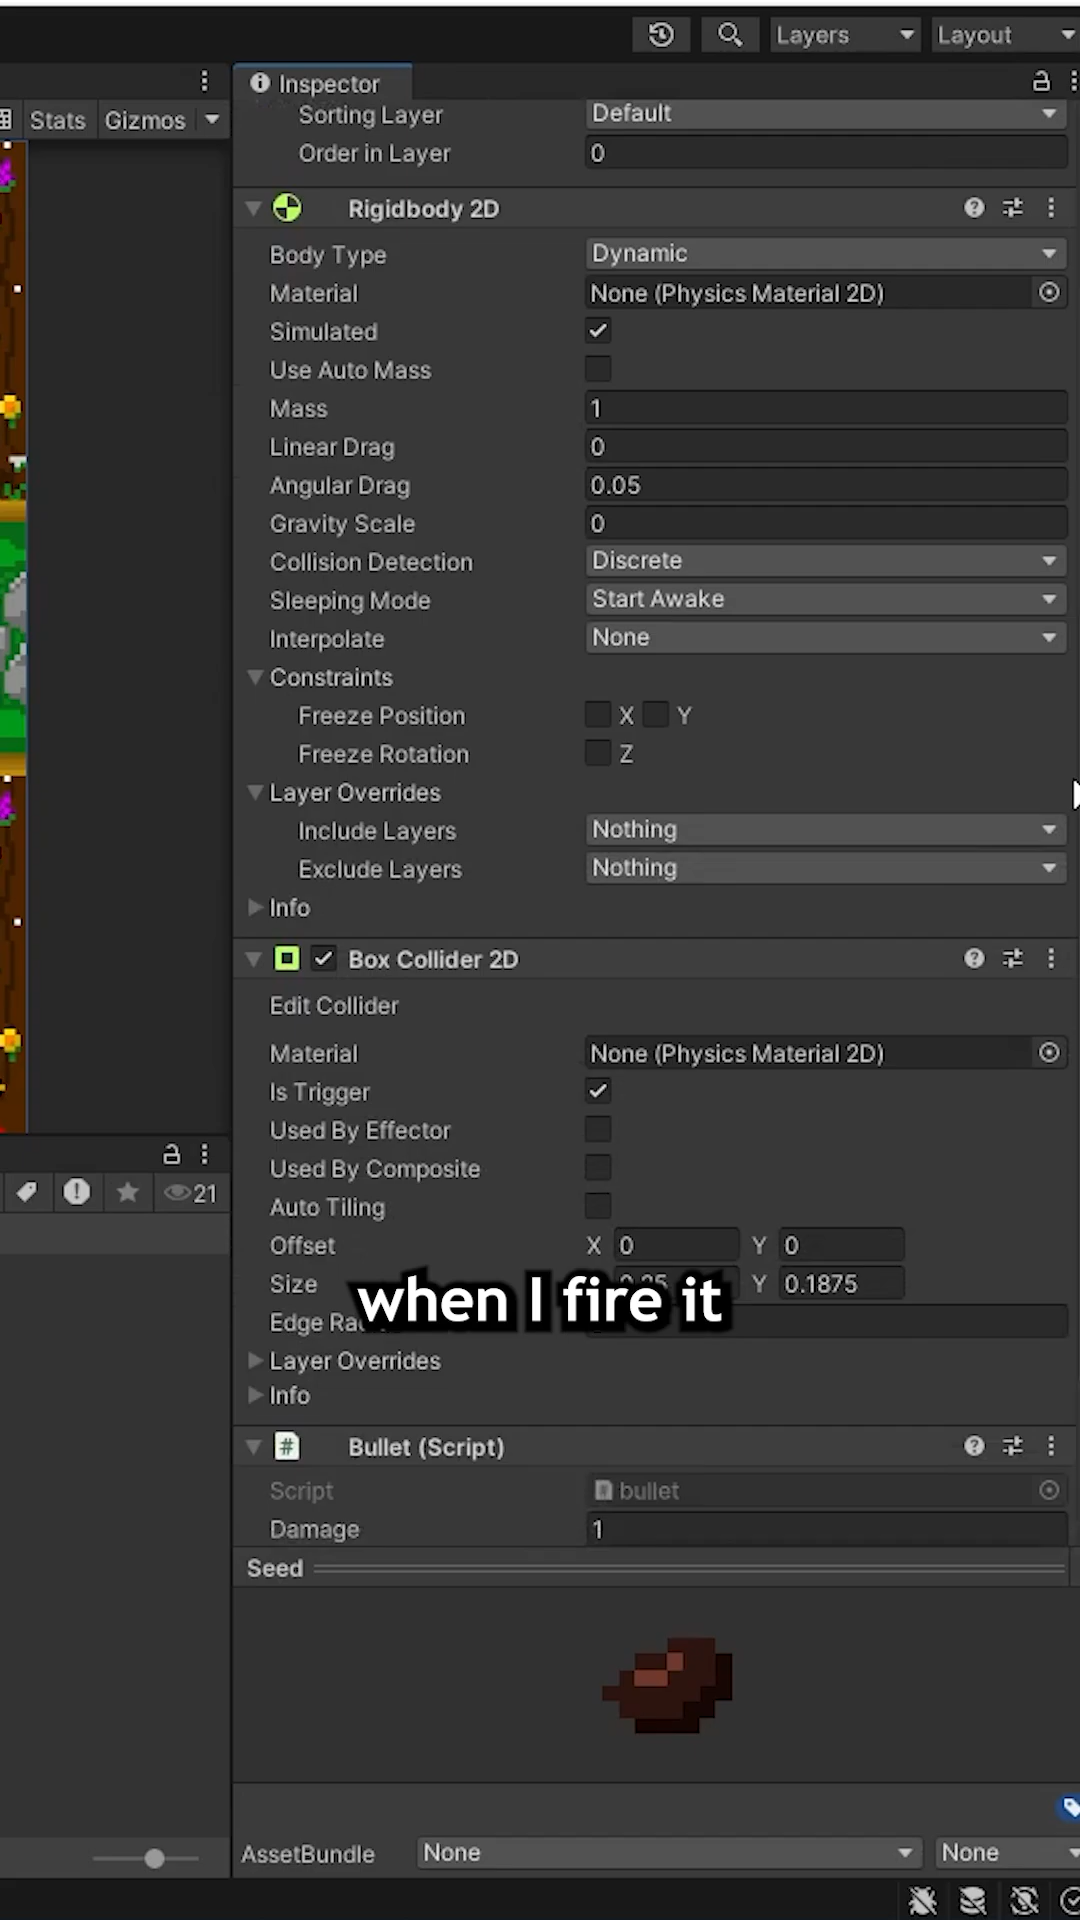 Layers
Layout
Inspector
Stats
Gizmos
Sorting Layer
Default
Order in Layer
0
Rigidbody 2D
Body Type
Dynamic
Material
None (Physics Material 2D)
Simulated
Use Auto Mass
Mass
1
Linear Drag
0
Angular Drag
0.05
Gravity Scale
0
Collision Detection
Discrete
Sleeping Mode
Start Awake
Interpolate
None
Constraints
Freeze Position
X
Y
Freeze Rotation
Z
Layer Overrides
Include Layers
Nothing
Exclude Layers
Nothing
Info
Box Collider 2D
Edit Collider
Material
None (Physics Material 2D)
Is Trigger
Used By Effector
21
Used By Composite
Auto Tiling
Offset
X 0
Y 0
Size
Y 0.1875
when I fire it
Edge
Layer Overrides
Info
Bullet (Script)
Script
bullet
Damage
1
Seed
AssetBundle
None
None